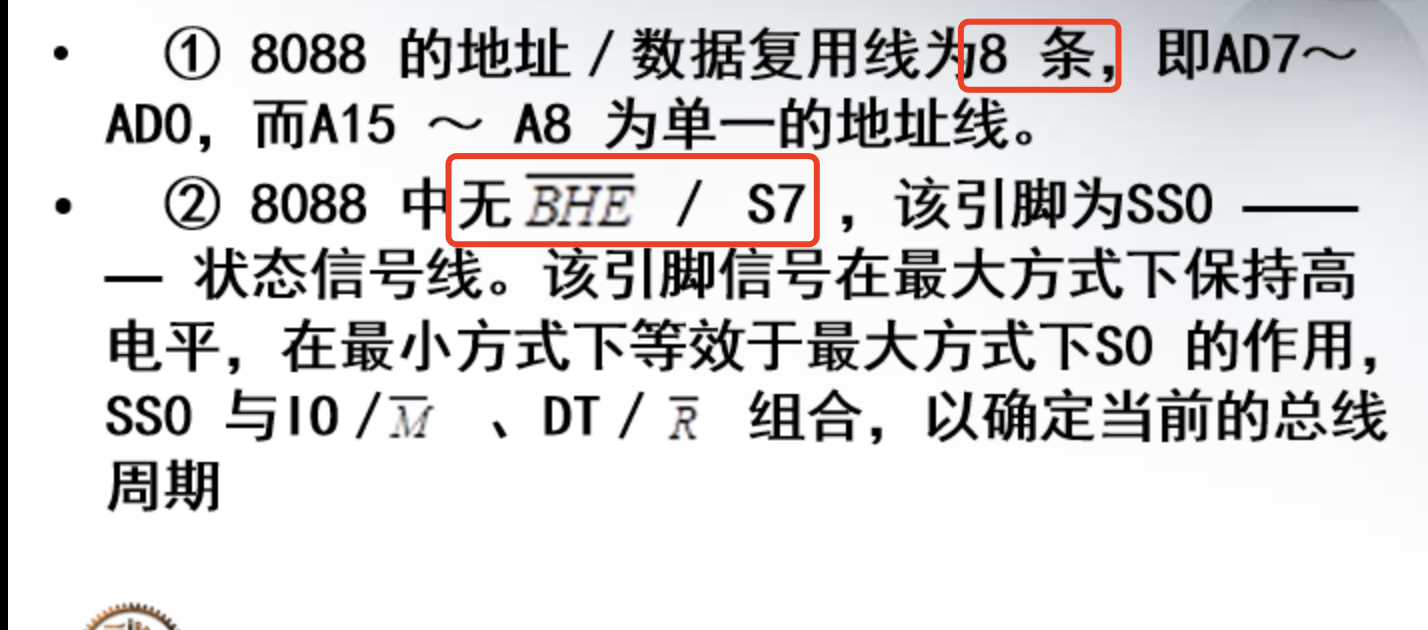 • ① 8088 的地址/数据复用线为8 条，即AD7～
AD0，而A15 ～ A8 为单一的地址线。
• ② 8088 中无 $\overline{BHE}$ / S7 ，该引脚为SS0 ——
— 状态信号线。该引脚信号在最大方式下保持高
电平，在最小方式下等效于最大方式下S0 的作用，
SS0 与IO/$\overline{M}$ 、DT/ $\overline{R}$ 组合，以确定当前的总线
周期